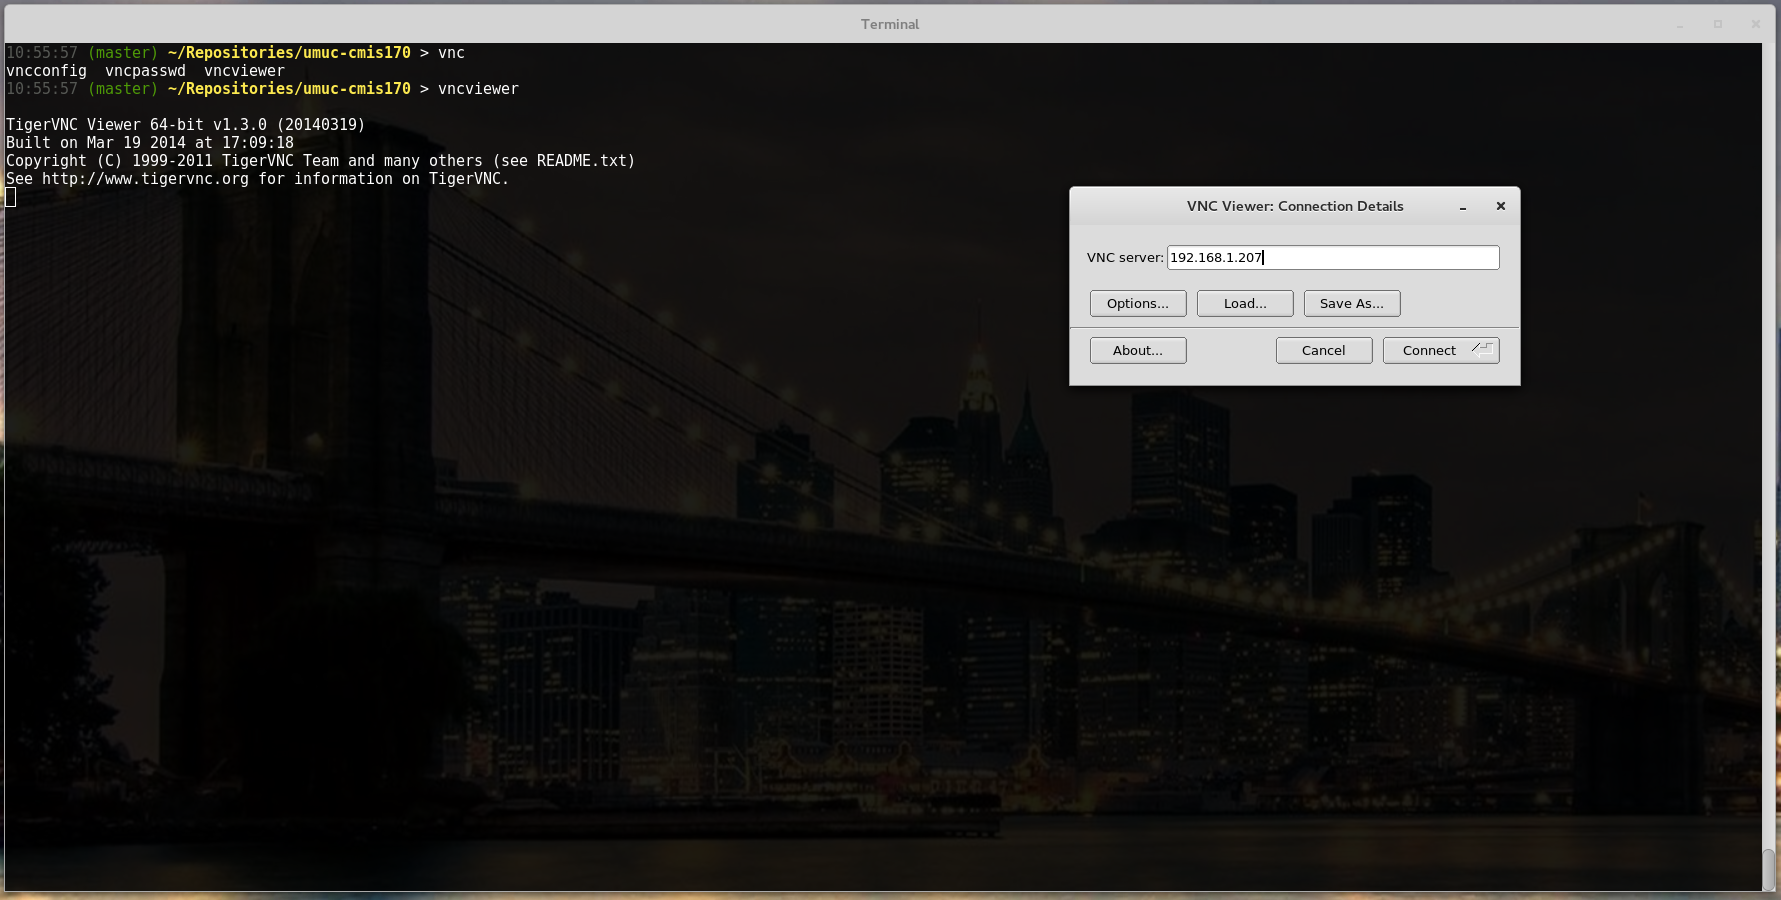 Terminal
10:55:57 (master) ~/Repositories/umuc-cmis170 > vnc
vncconfig  vncpasswd  vncviewer
10:55:57 (master) ~/Repositories/umuc-cmis170 > vncviewer
TigerVNC Viewer 64-bit v1.3.0 (20140319)
Built on Mar 19 2014 at 17:09:18
Copyright (C) 1999-2011 TigerVNC Team and many others (see README.txt)
See http://www.tigervnc.org for information on TigerVNC.
VNC Viewer: Connection Details
VNC server: 192.168.1.207
Options... Load... Save As...
About... Cancel Connect